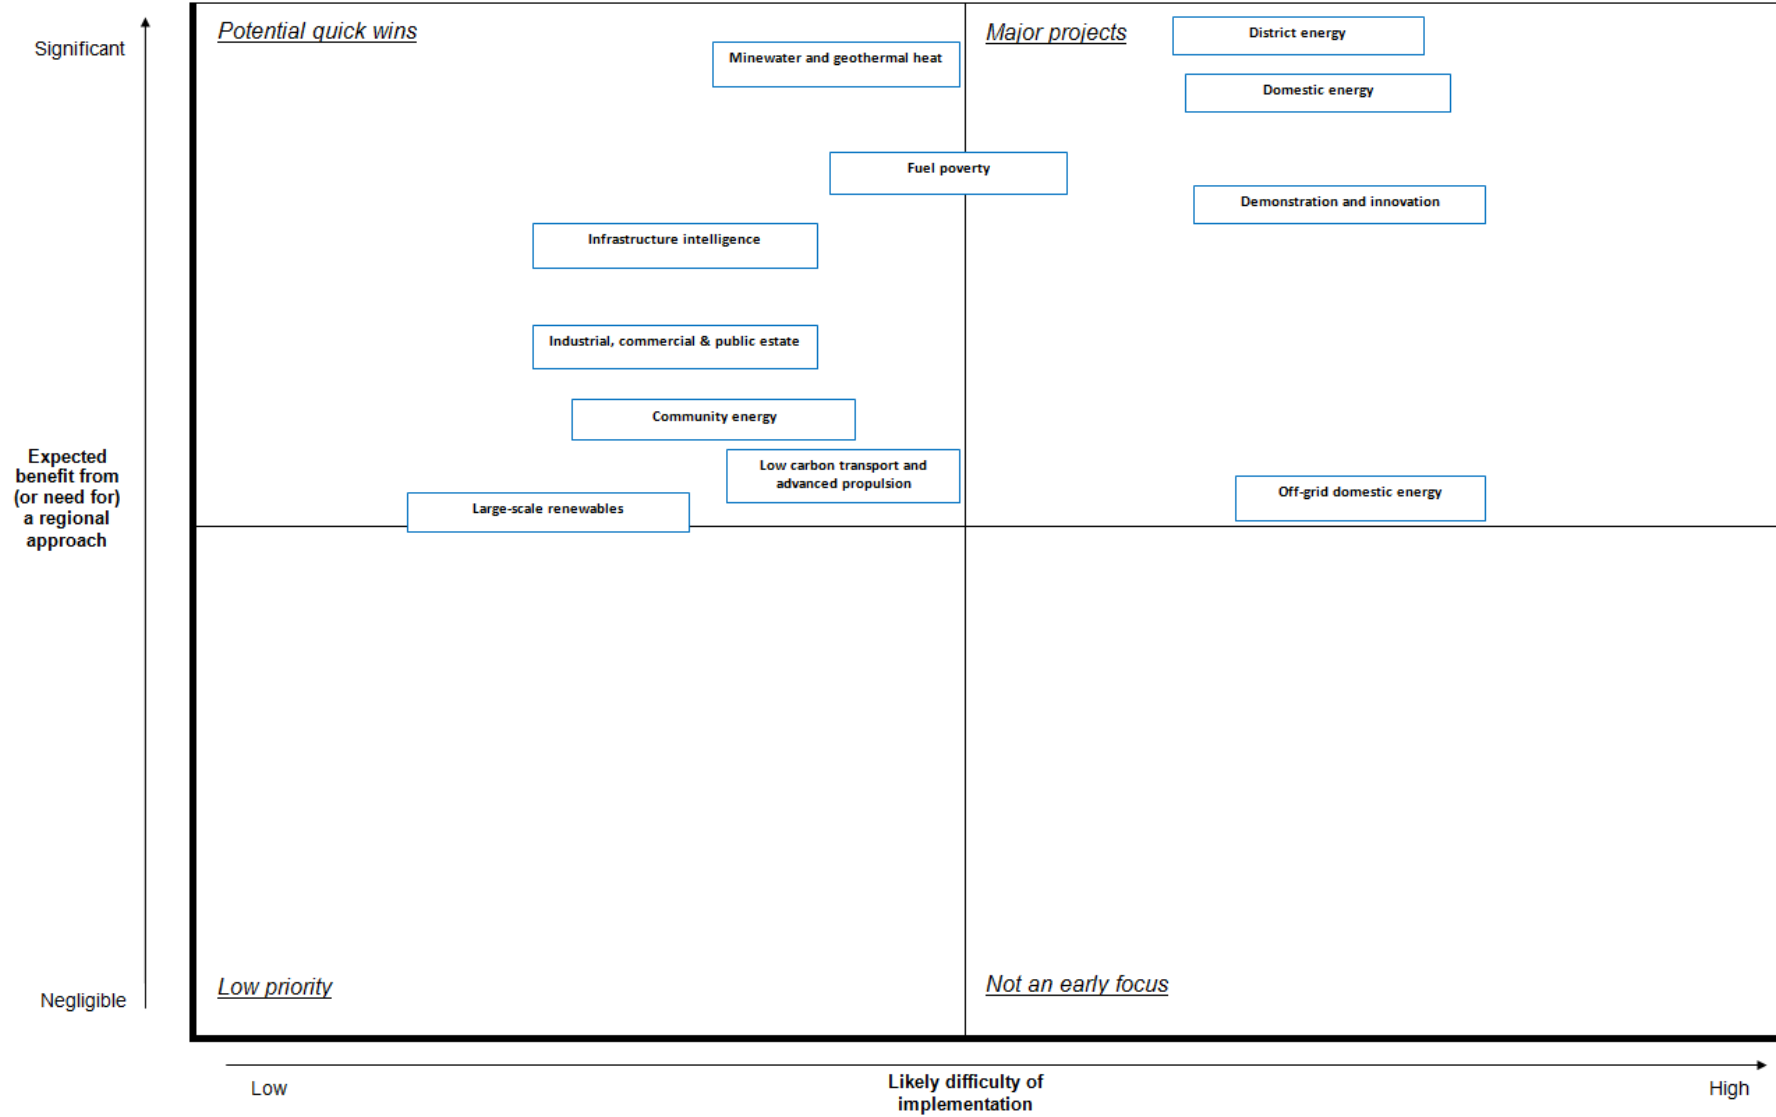 Significant
Potential quick wins
Major projects
District energy
Minewater and geothermal heat
Domestic energy
Fuel poverty
Demonstration and innovation
Infrastructure intelligence
Industrial, commercial & public estate
Community energy
Low carbon transport and
advanced propulsion
Off-grid domestic energy
Large-scale renewables
Expected
benefit from
(or need for)
a regional
approach
Low priority
Not an early focus
Negligible
Low
Likely difficulty of
implementation
High